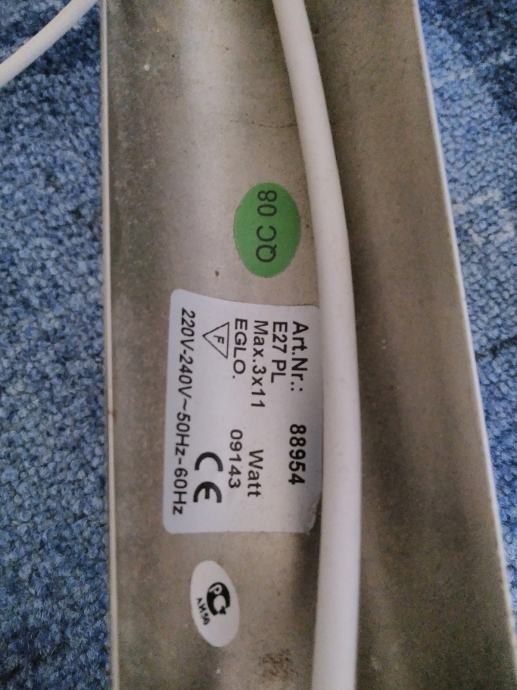 QC 08
Art.Nr.: 88954
E27 PL
Max.3x11 Watt
EGLO. 09143
F
CE
220V-240V~50Hz-60Hz